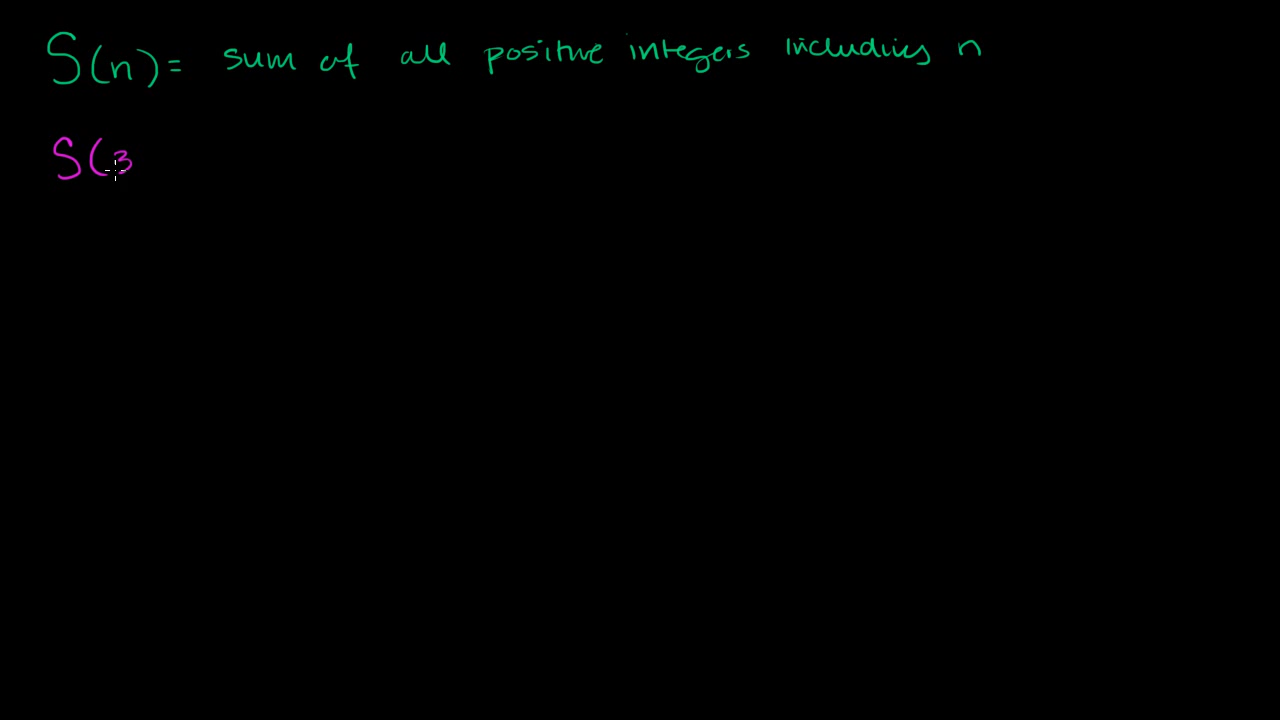 S(n) = sum of all positive integers including n
S(3